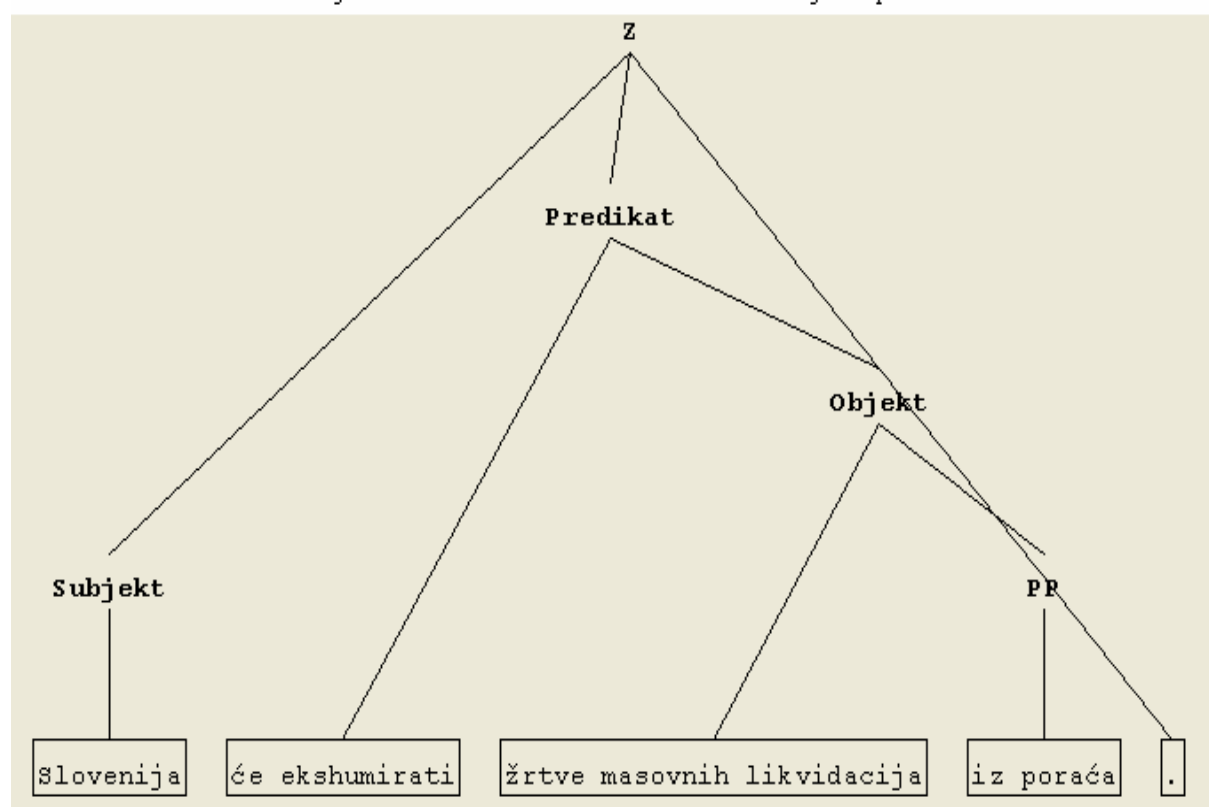 Z
Predikat
Objekt
Subjekt PP
Slovenija će ekshumirati žrtve masovnih likvidacija iz poraća .